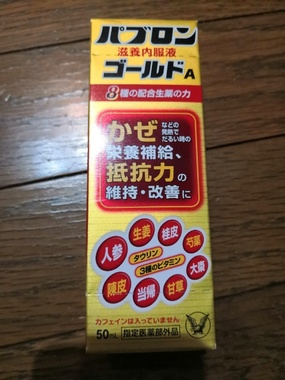 パブロン
滋養内服液
ゴールドA
8種の配合生薬の力
かぜ などの発熱でだるい時の
栄養補給、
抵抗力の
維持・改善に
人参
生姜
桂皮
芍薬
タウリン
3種のビタミン
大棗
陳皮
当帰
甘草
カフェインは入っていません
50mL 指定医薬部外品